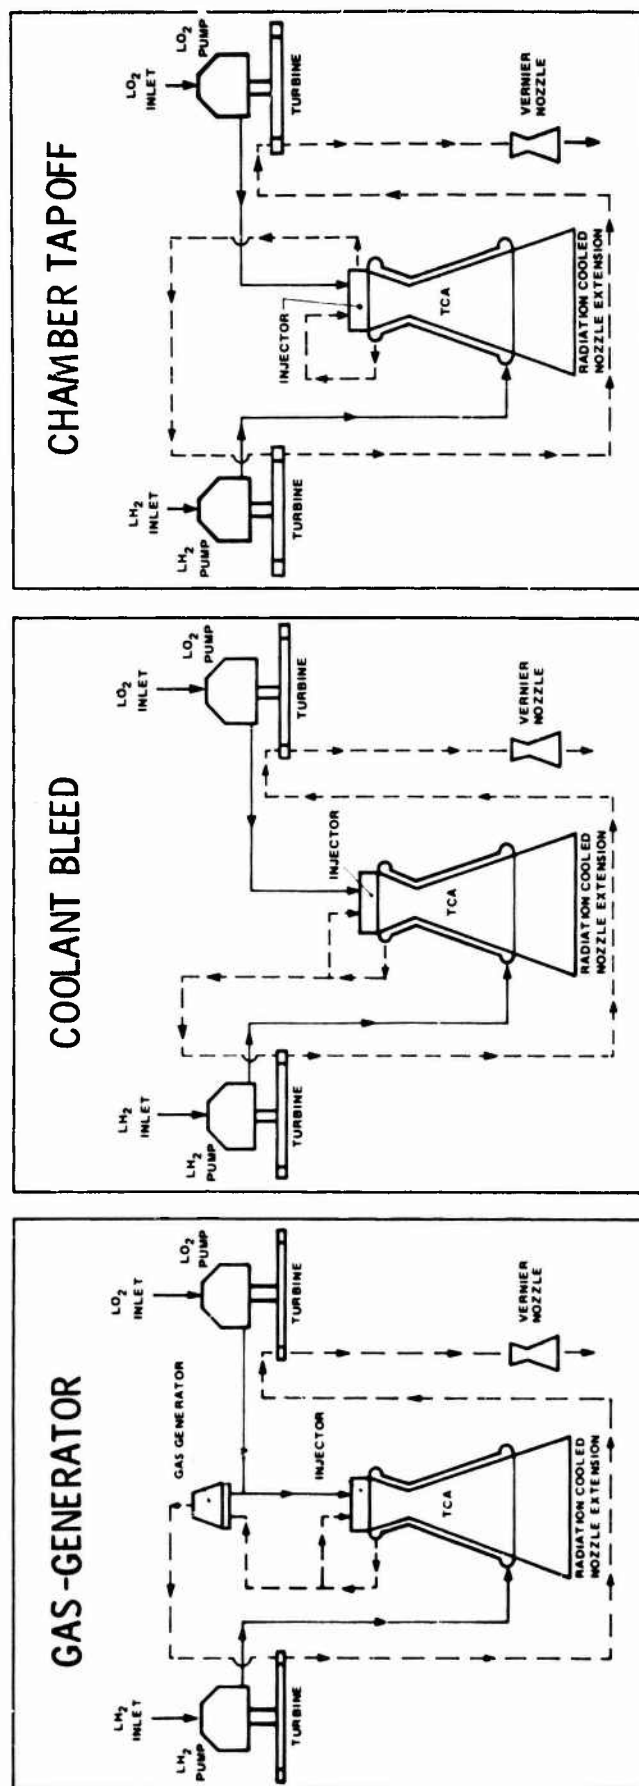 GAS-GENERATOR
LH2
INLET
LH2
PUMP
TURBINE
GAS GENERATOR
LO2
INLET
LO2
PUMP
TURBINE
INJECTOR
TCA
RADIATION COOLED
NOZZLE EXTENSION
VERNIER
NOZZLE
COOLANT BLEED
LH2
INLET
LH2
PUMP
TURBINE
LO2
INLET
LO2
PUMP
TURBINE
INJECTOR
TCA
RADIATION COOLED
NOZZLE EXTENSION
VERNIER
NOZZLE
CHAMBER TAPOFF
LH2
INLET
LH2
PUMP
TURBINE
LO2
INLET
LO2
PUMP
TURBINE
INJECTOR
TCA
RADIATION COOLED
NOZZLE EXTENSION
VERNIER
NOZZLE